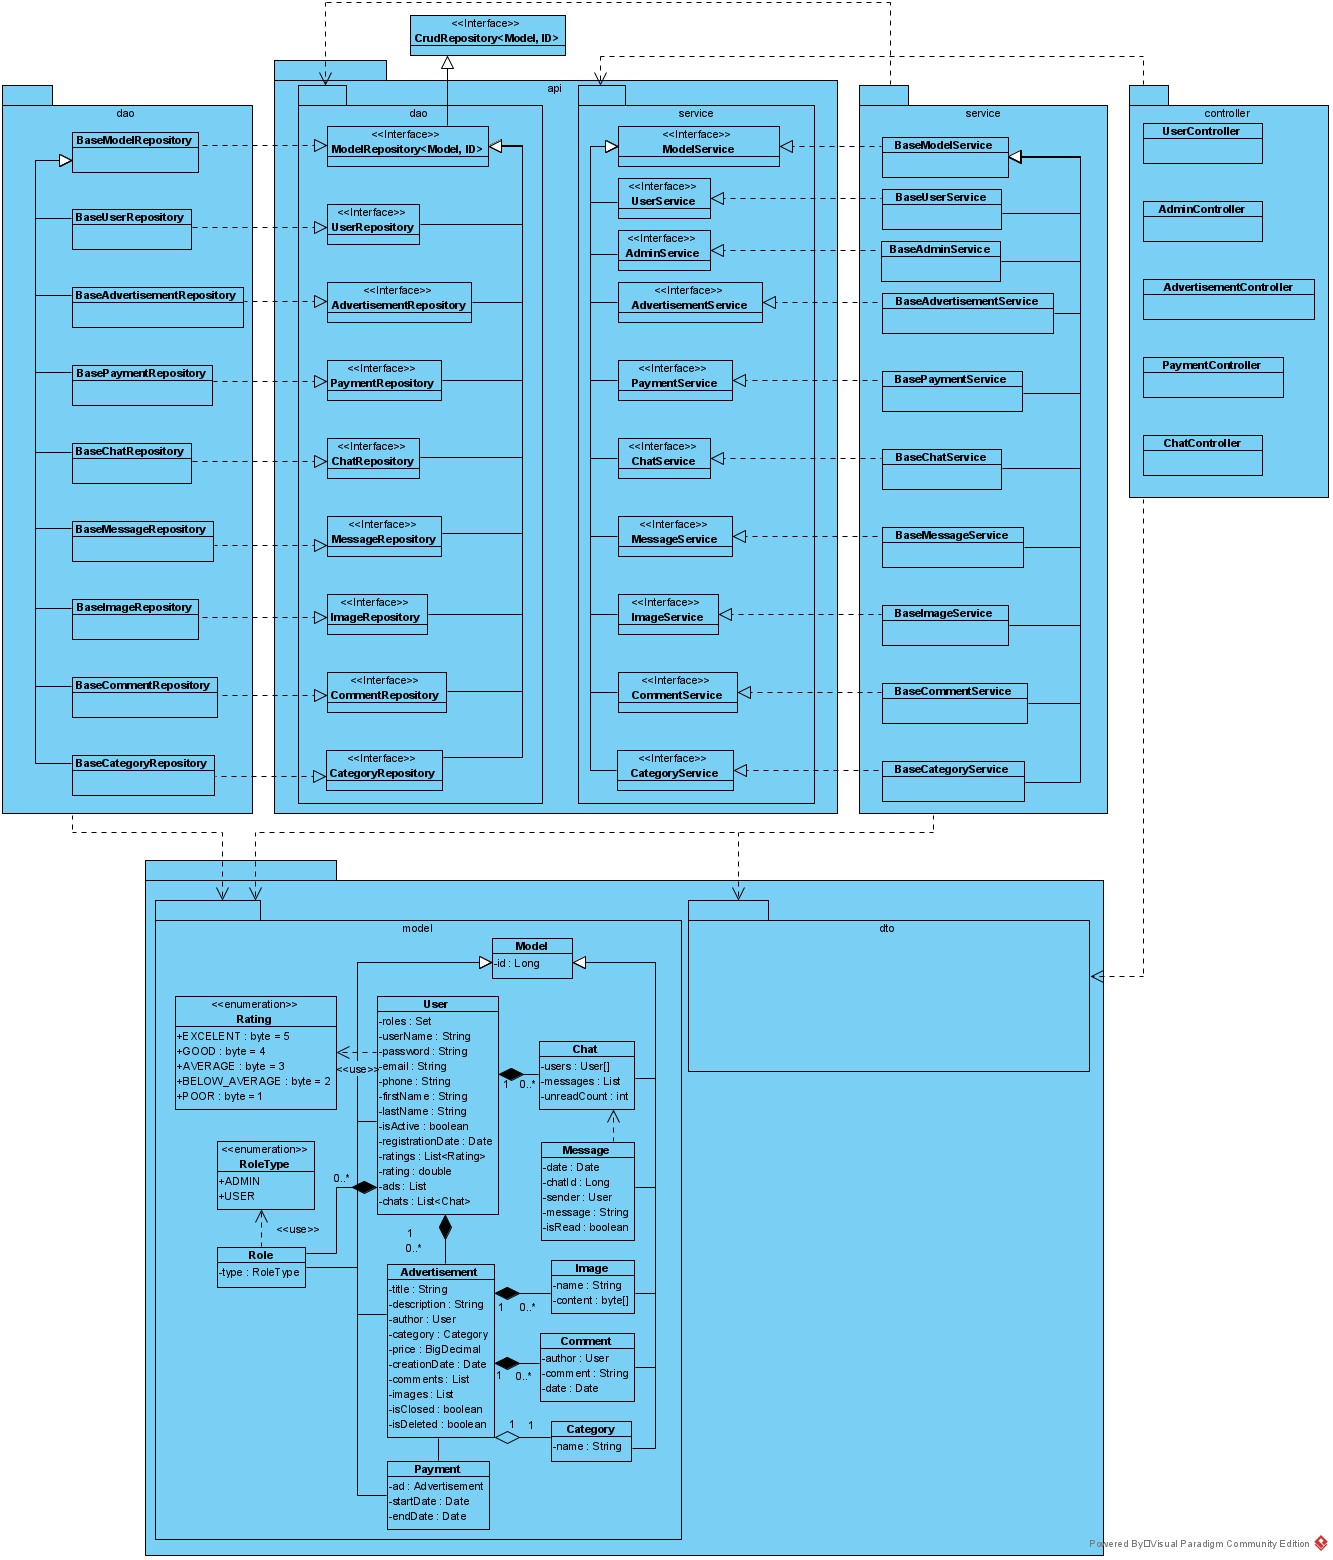 <<Interface>>
CrudRepository<Model, ID>
api
dao
BaseModelRepository
BaseUserRepository
BaseAdvertisementRepository
BasePaymentRepository
BaseChatRepository
BaseMessageRepository
BaseImageRepository
BaseCommentRepository
BaseCategoryRepository
dao
<<Interface>>
ModelRepository<Model, ID>
<<Interface>>
UserRepository
<<Interface>>
AdvertisementRepository
<<Interface>>
PaymentRepository
<<Interface>>
ChatRepository
<<Interface>>
MessageRepository
<<Interface>>
ImageRepository
<<Interface>>
CommentRepository
<<Interface>>
CategoryRepository
service
<<Interface>>
ModelService
<<Interface>>
UserService
<<Interface>>
AdminService
<<Interface>>
AdvertisementService
<<Interface>>
PaymentService
<<Interface>>
ChatService
<<Interface>>
MessageService
<<Interface>>
ImageService
<<Interface>>
CommentService
<<Interface>>
CategoryService
service
BaseModelService
BaseUserService
BaseAdminService
BaseAdvertisementService
BasePaymentService
BaseChatService
BaseMessageService
BaseImageService
BaseCommentService
BaseCategoryService
controller
UserController
AdminController
AdvertisementController
PaymentController
ChatController
model
dto
Model
-id : Long
<<enumeration>>
Rating
+EXCELENT : byte = 5
+GOOD : byte = 4
+AVERAGE : byte = 3
+BELOW_AVERAGE : byte = 2
+POOR : byte = 1
<<use>>
User
-roles : Set
-userName : String
-password : String
-email : String
-phone : String
-firstName : String
-lastName : String
-isActive : boolean
-registrationDate : Date
-ratings : List<Rating>
-rating : double
-ads : List
-chats : List<Chat>
1
0..*
Chat
-users : User[]
-messages : List
-unreadCount : int
<<enumeration>>
RoleType
+ADMIN
+USER
0..*
<<use>>
Role
-type : RoleType
Message
-date : Date
-chatId : Long
-sender : User
-message : String
-isRead : boolean
1
0..*
Advertisement
-title : String
-description : String
-author : User
-category : Category
-price : BigDecimal
-creationDate : Date
-comments : List
-images : List
-isClosed : boolean
-isDeleted : boolean
1
0..*
Image
-name : String
-content : byte[]
1
0..*
Comment
-author : User
-comment : String
-date : Date
1
1
Category
-name : String
Payment
-ad : Advertisement
-startDate : Date
-endDate : Date
Powered By Visual Paradigm Community Edition